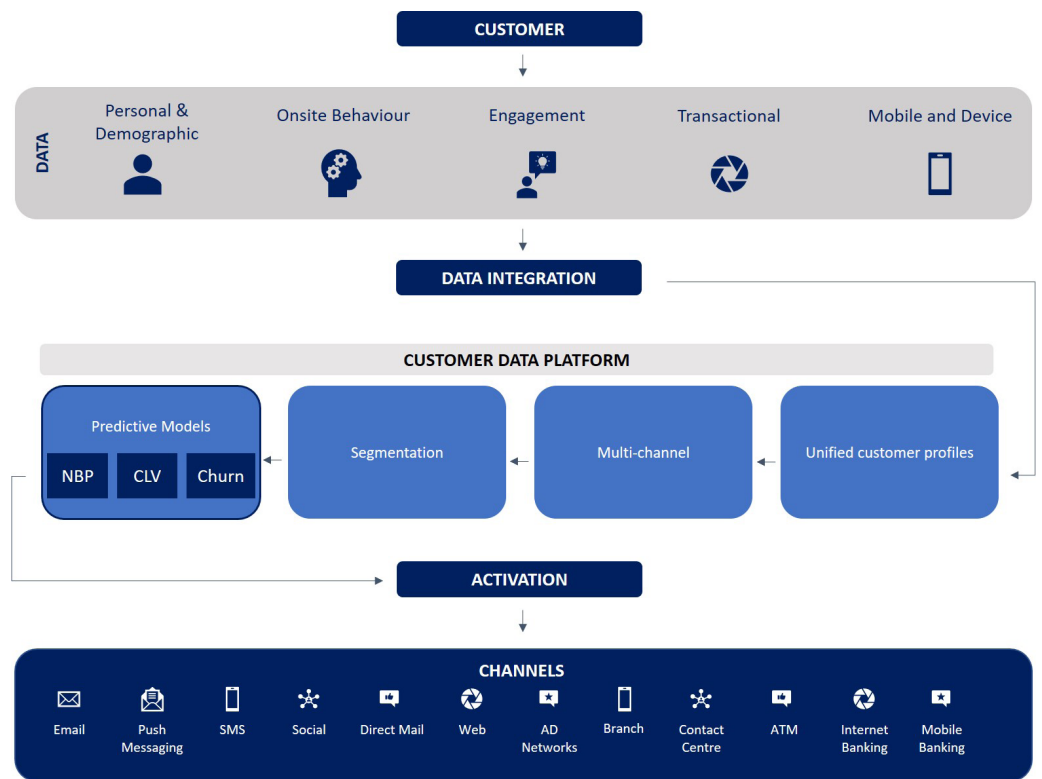 CUSTOMER
DATA
Personal &
Demographic
Onsite Behaviour
Engagement
Transactional
Mobile and Device
DATA INTEGRATION
CUSTOMER DATA PLATFORM
Predictive Models
NBP
CLV
Churn
Segmentation
Multi-channel
Unified customer profiles
ACTIVATION
CHANNELS
Email
Push
Messaging
SMS
Social
Direct Mail
Web
AD
Networks
Branch
Contact
Centre
ATM
Internet
Banking
Mobile
Banking